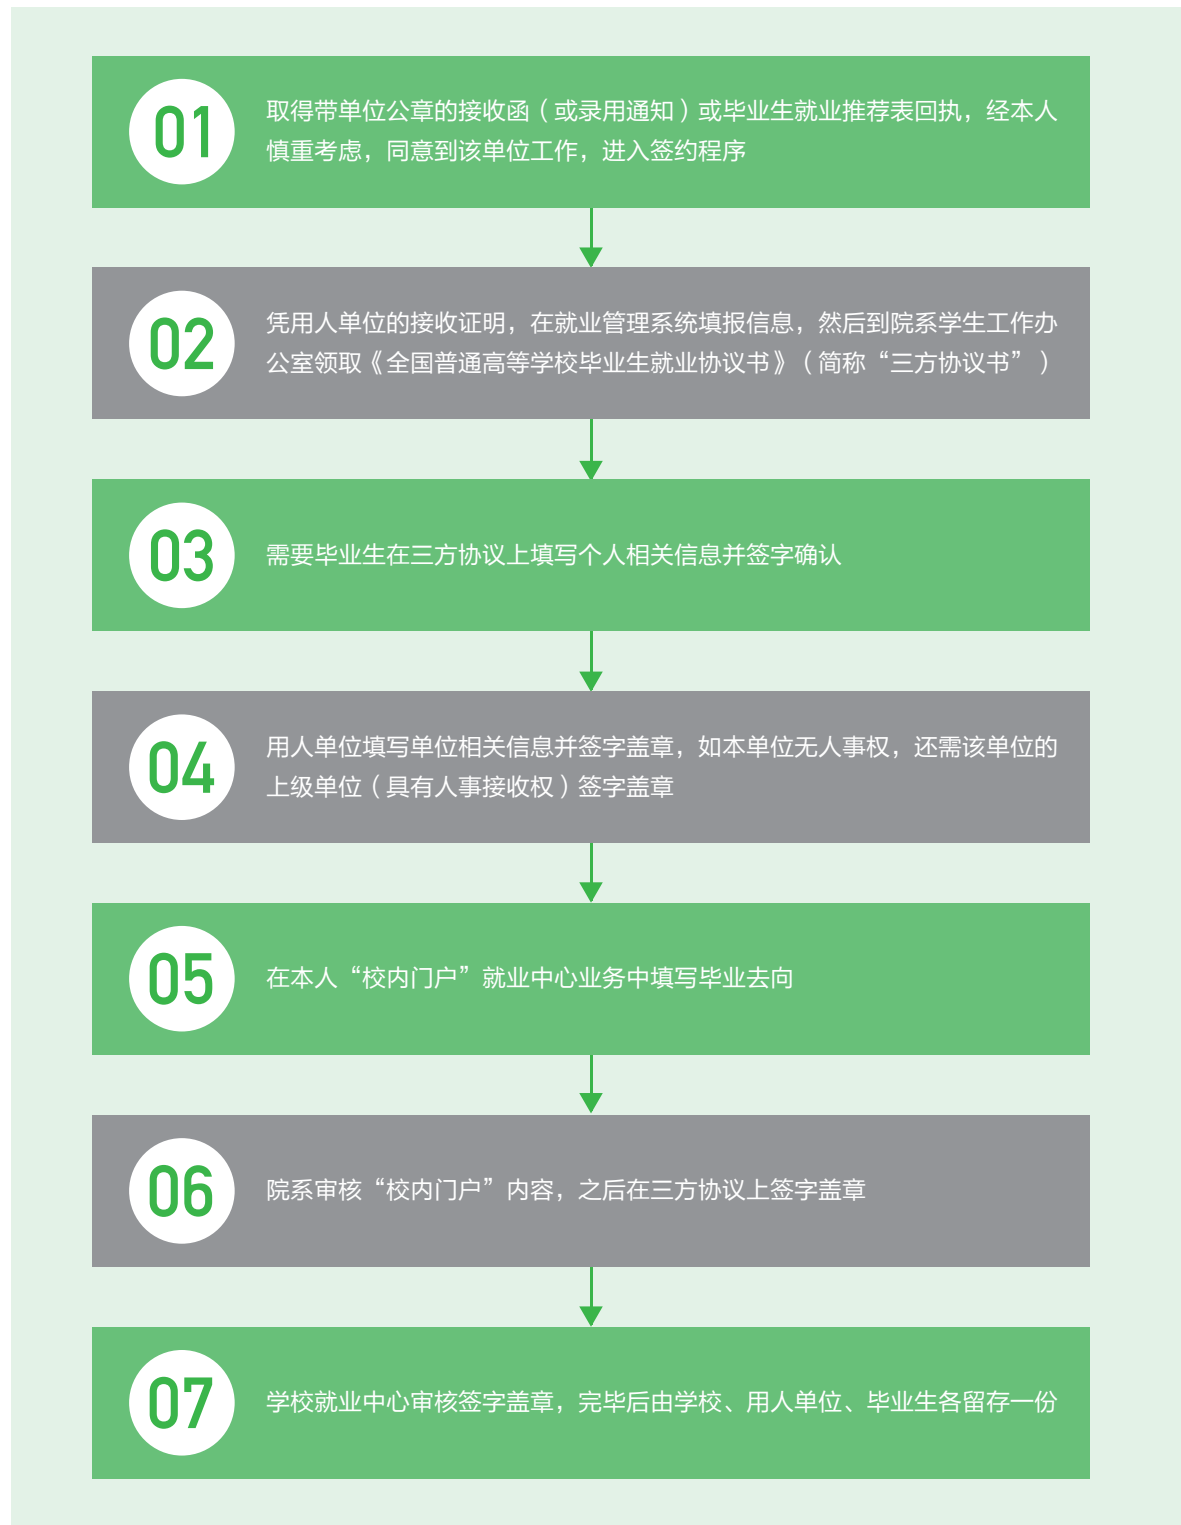 01
取得带单位公章的接收函（或录用通知）或毕业生就业推荐表回执，经本人
慎重考虑，同意到该单位工作，进入签约程序
02
凭用人单位的接收证明，在就业管理系统填报信息，然后到院系学生工作办
公室领取《全国普通高等学校毕业生就业协议书》（简称“三方协议书” ）
03
需要毕业生在三方协议上填写个人相关信息并签字确认
04
用人单位填写单位相关信息并签字盖章，如本单位无人事权，还需该单位的
上级单位（具有人事接收权）签字盖章
05
在本人“校内门户”就业中心业务中填写毕业去向
06
院系审核“校内门户”内容，之后在三方协议上签字盖章
07
学校就业中心审核签字盖章，完毕后由学校、用人单位、毕业生各留存一份